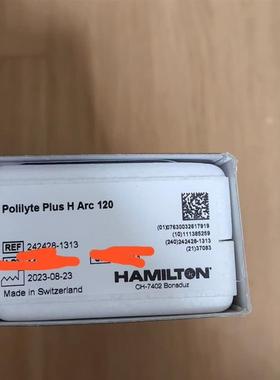 Polilyte Plus H Arc 120
(01)07630032617919
(10)111385259
(240)242428-1313
(21)37083
REF 242428-1313
2023-08-23
Made in Switzerland
HAMILTON
CH-7402 Bonaduz